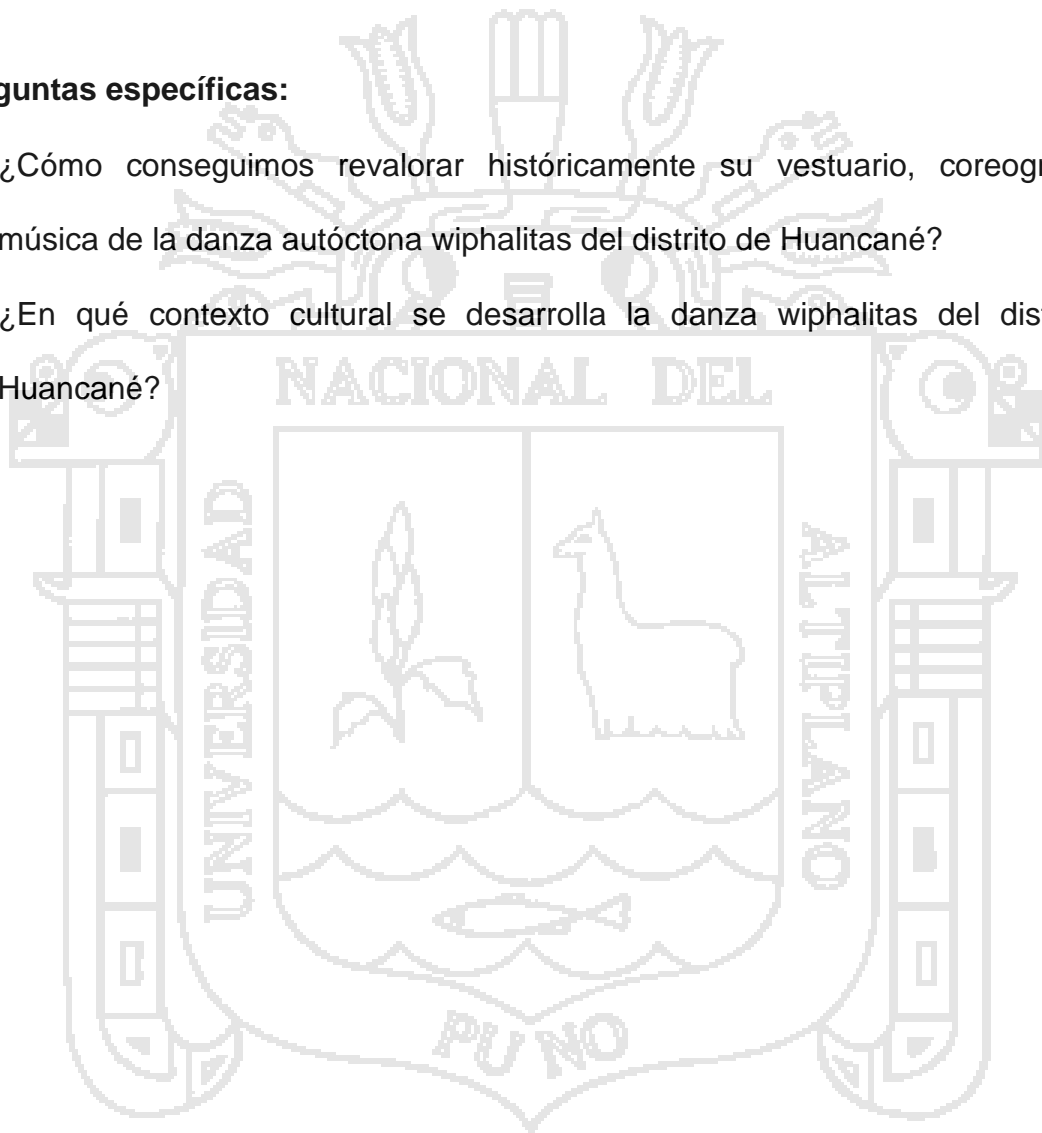 guntas específicas:
¿Cómo conseguimos revalorar históricamente su vestuario, coreogr
música de la danza autóctona wiphalitas del distrito de Huancané?
¿En qué contexto cultural se desarrolla la danza wiphalitas del dis
Huancané?
NACIONAL DEL
UNIVERSIDAD
ALTIPLANO
PUNO